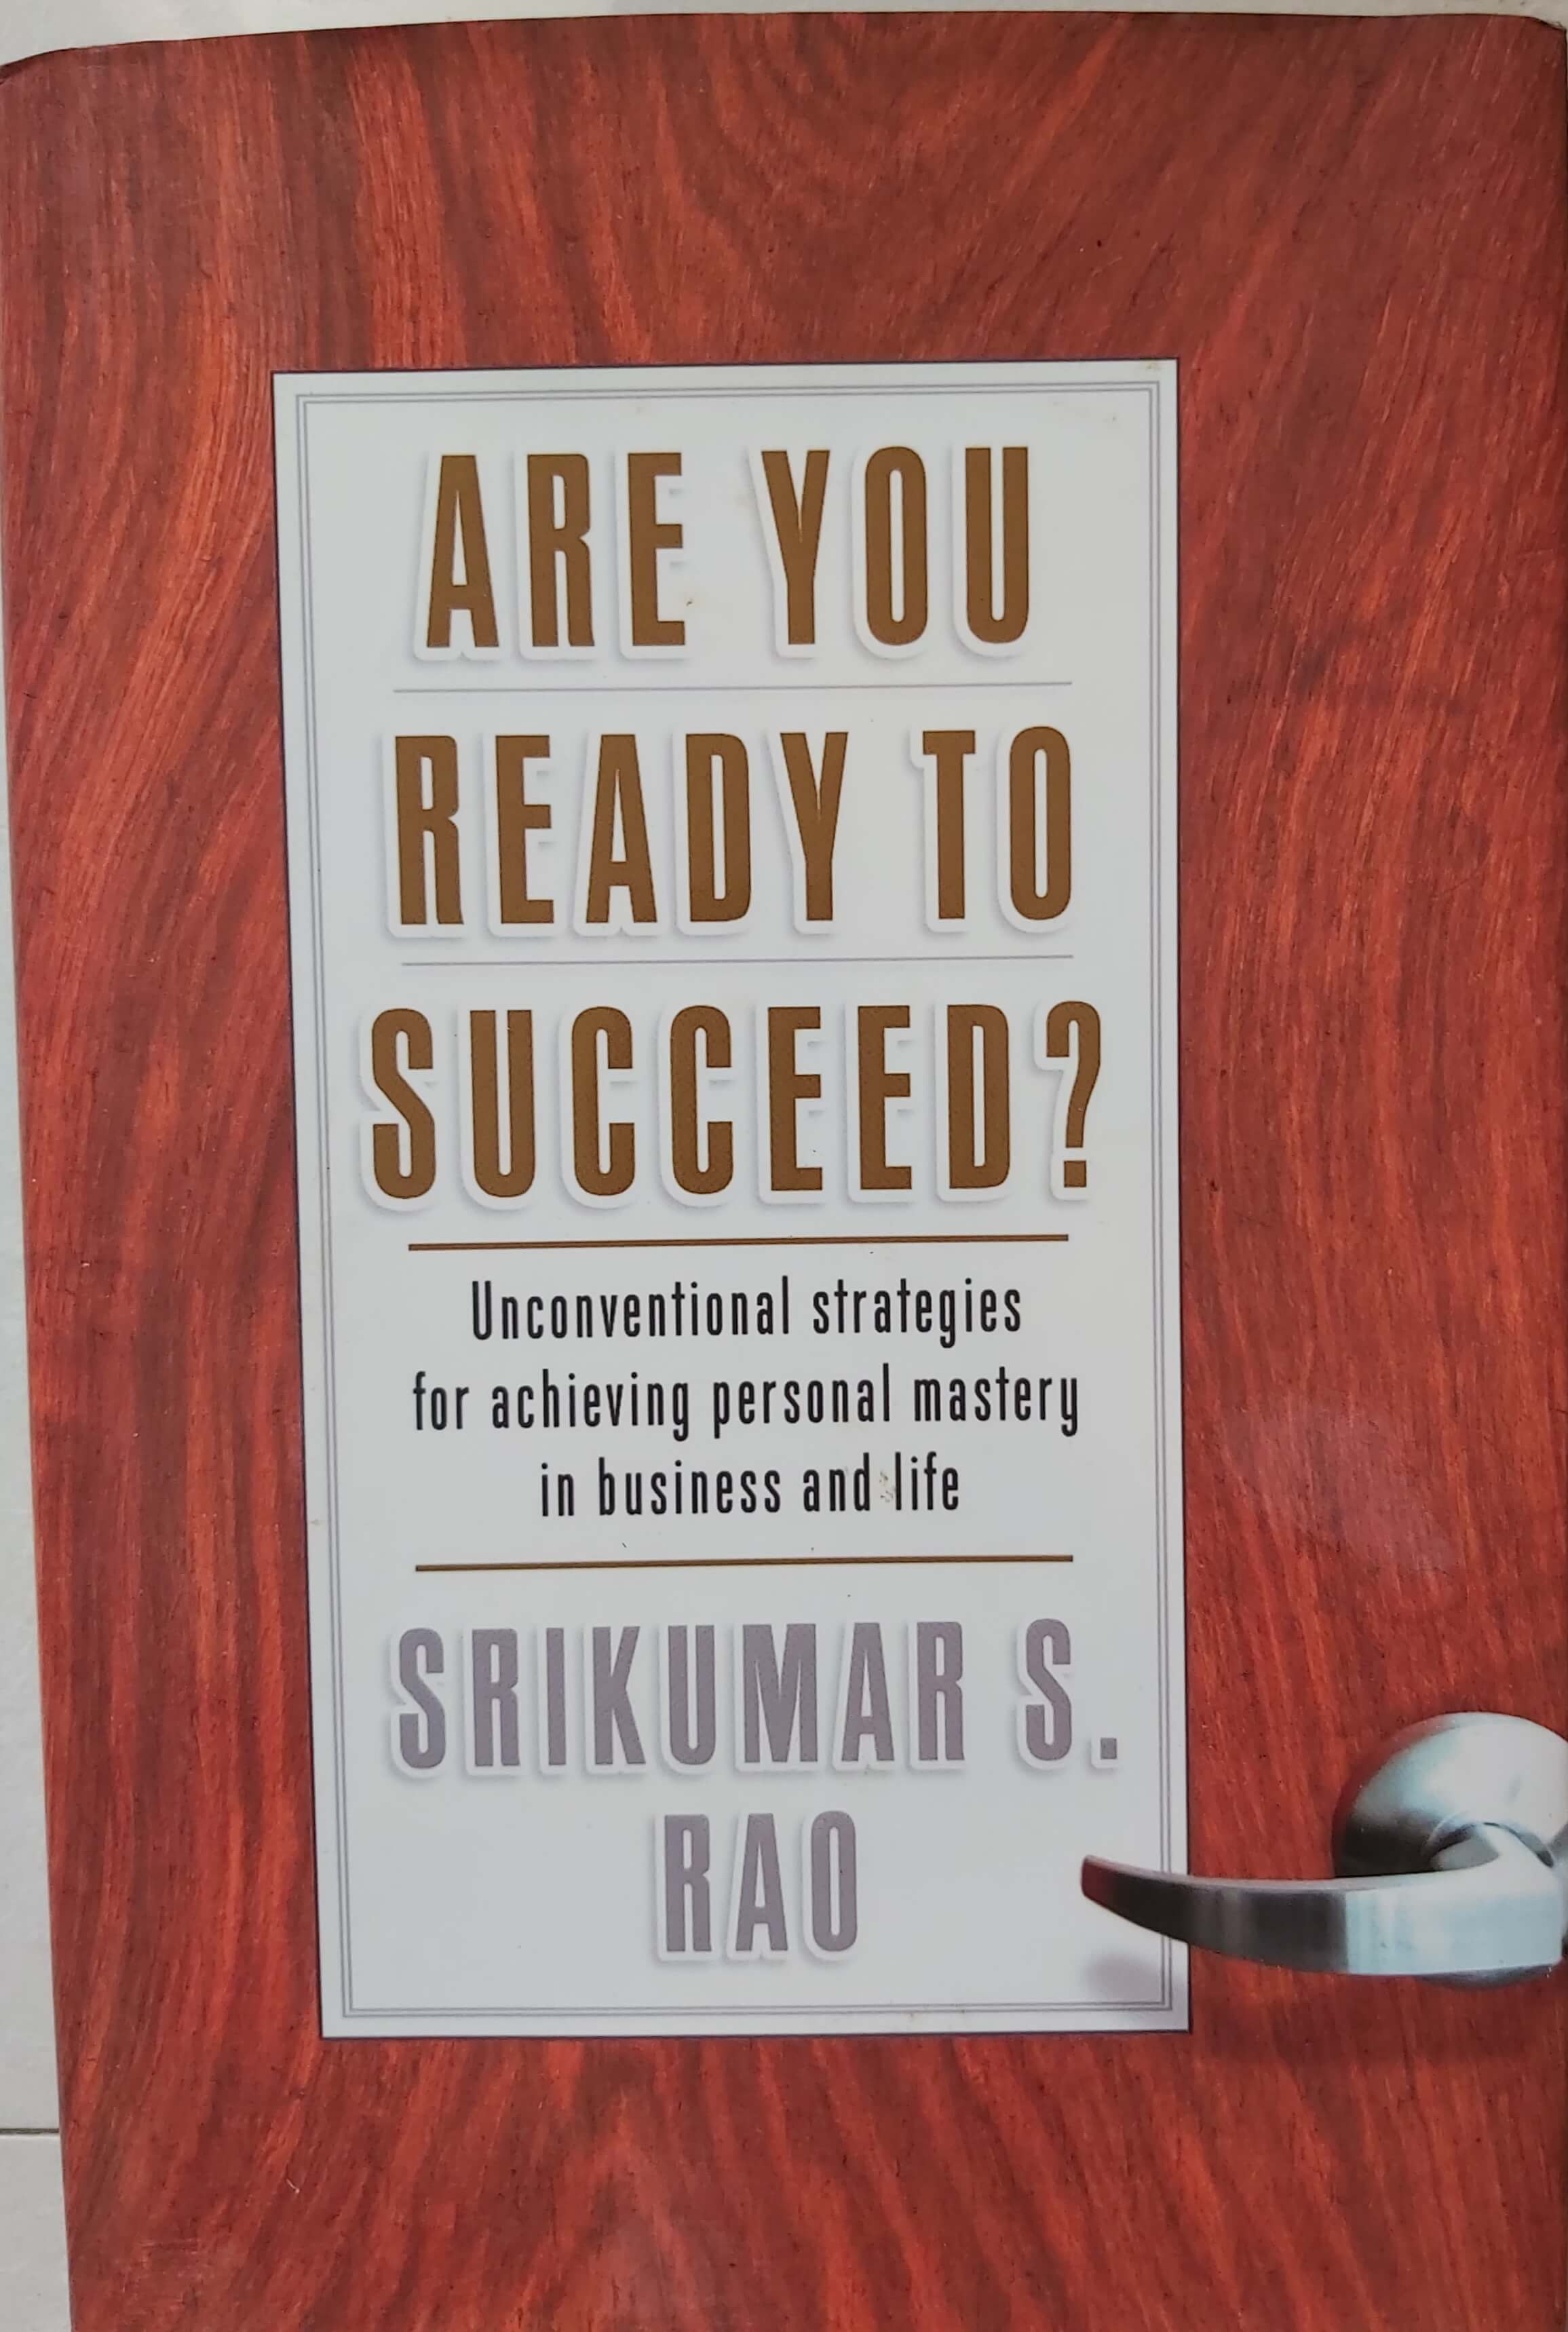 ARE YOU
READY TO
SUCCEED?
Unconventional strategies
for achieving personal mastery
in business and life
SRIKUMAR S.
RAO